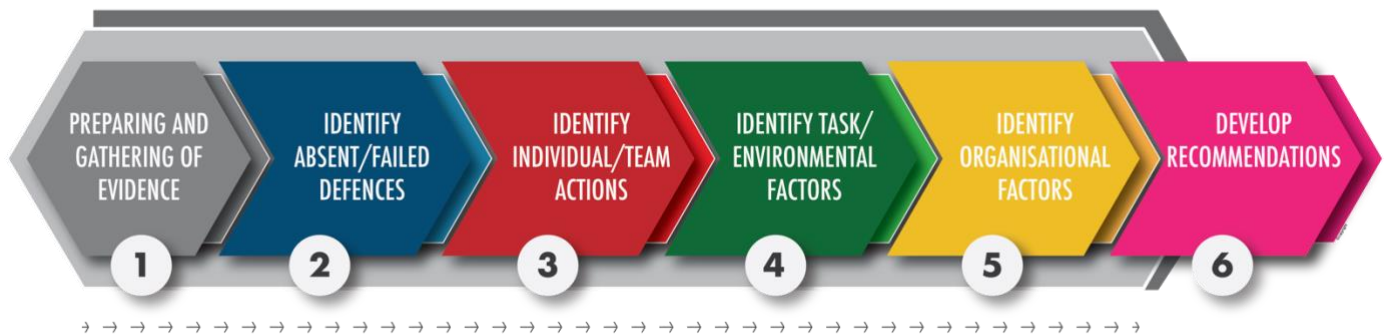 PREPARING AND
GATHERING OF
EVIDENCE
1
IDENTIFY
ABSENT/FAILED
DEFENCES
2
IDENTIFY
INDIVIDUAL/TEAM
ACTIONS
3
IDENTIFY TASK/
ENVIRONMENTAL
FACTORS
4
IDENTIFY
ORGANISATIONAL
FACTORS
5
DEVELOP
RECOMMENDATIONS
6